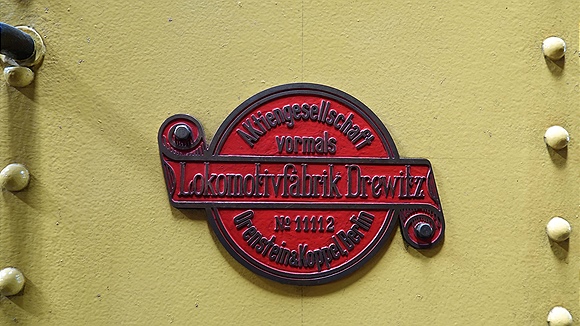 Aktiengesellschaft
vormals
Lokomotivfabrik Drewitz
No 11112
Orenstein&Koppel, Berlin